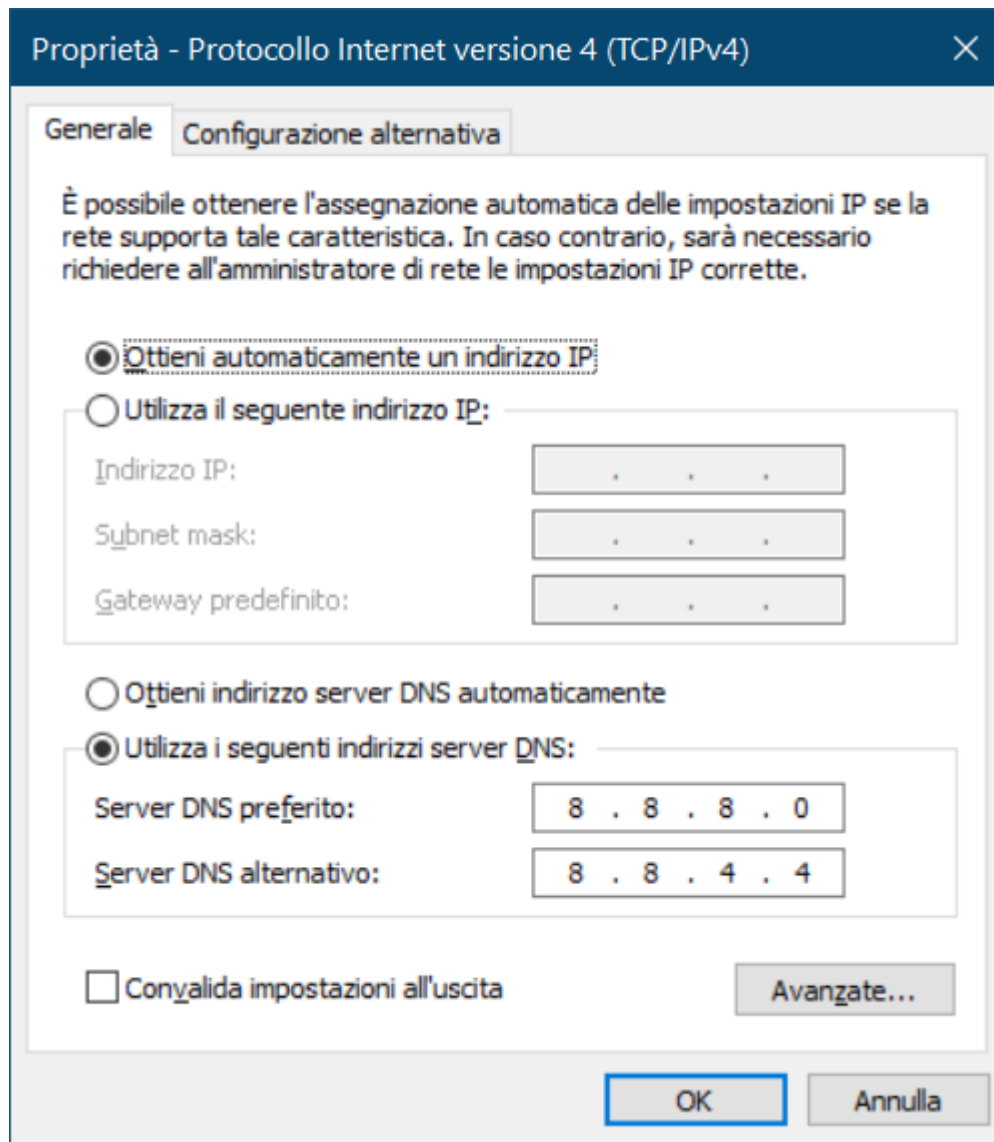 Proprietà - Protocollo Internet versione 4 (TCP/IPv4)
Generale
Configurazione alternativa
È possibile ottenere l'assegnazione automatica delle impostazioni IP se la
rete supporta tale caratteristica. In caso contrario, sarà necessario
richiedere all'amministratore di rete le impostazioni IP corrette.
Ottieni automaticamente un indirizzo IP
Utilizza il seguente indirizzo IP:
Indirizzo IP: . . .
Subnet mask: . . .
Gateway predefinito: . . .
Ottieni indirizzo server DNS automaticamente
Utilizza i seguenti indirizzi server DNS:
Server DNS preferito: 8 . 8 . 8 . 0
Server DNS alternativo: 8 . 8 . 4 . 4
Convalida impostazioni all'uscita
Avanzate...
OK
Annulla